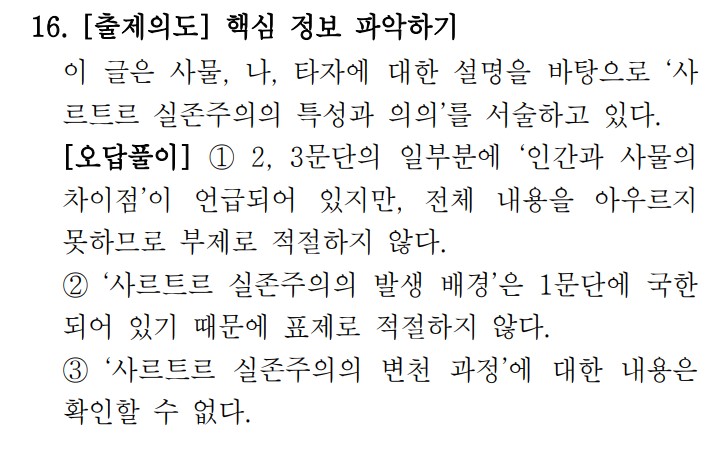 16. [출제의도] 핵심 정보 파악하기
이 글은 사물, 나, 타자에 대한 설명을 바탕으로 ‘사
르트르 실존주의의 특성과 의의’를 서술하고 있다.
[오답풀이] ① 2, 3문단의 일부분에 ‘인간과 사물의
차이점’이 언급되어 있지만, 전체 내용을 아우르지
못하므로 부제로 적절하지 않다.
② ‘사르트르 실존주의의 발생 배경’은 1문단에 국한
되어 있기 때문에 표제로 적절하지 않다.
③ ‘사르트르 실존주의의 변천 과정’에 대한 내용은
확인할 수 없다.